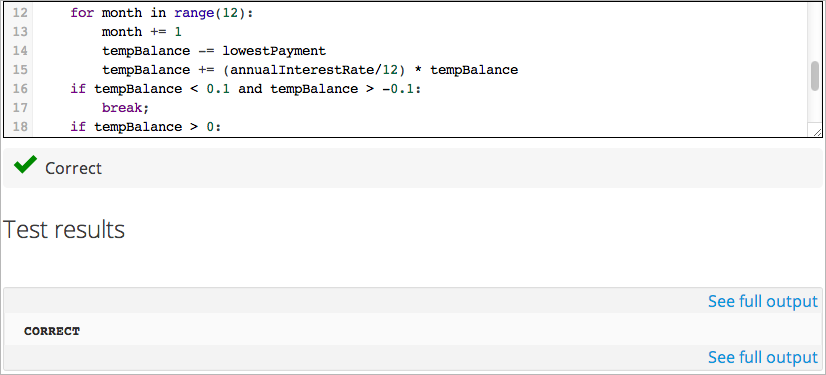 12     for month in range(12):
13         month += 1
14         tempBalance -= lowestPayment
15         tempBalance += (annualInterestRate/12) * tempBalance
16     if tempBalance < 0.1 and tempBalance > -0.1:
17         break;
18     if tempBalance > 0:
Correct
Test results
See full output
CORRECT
See full output